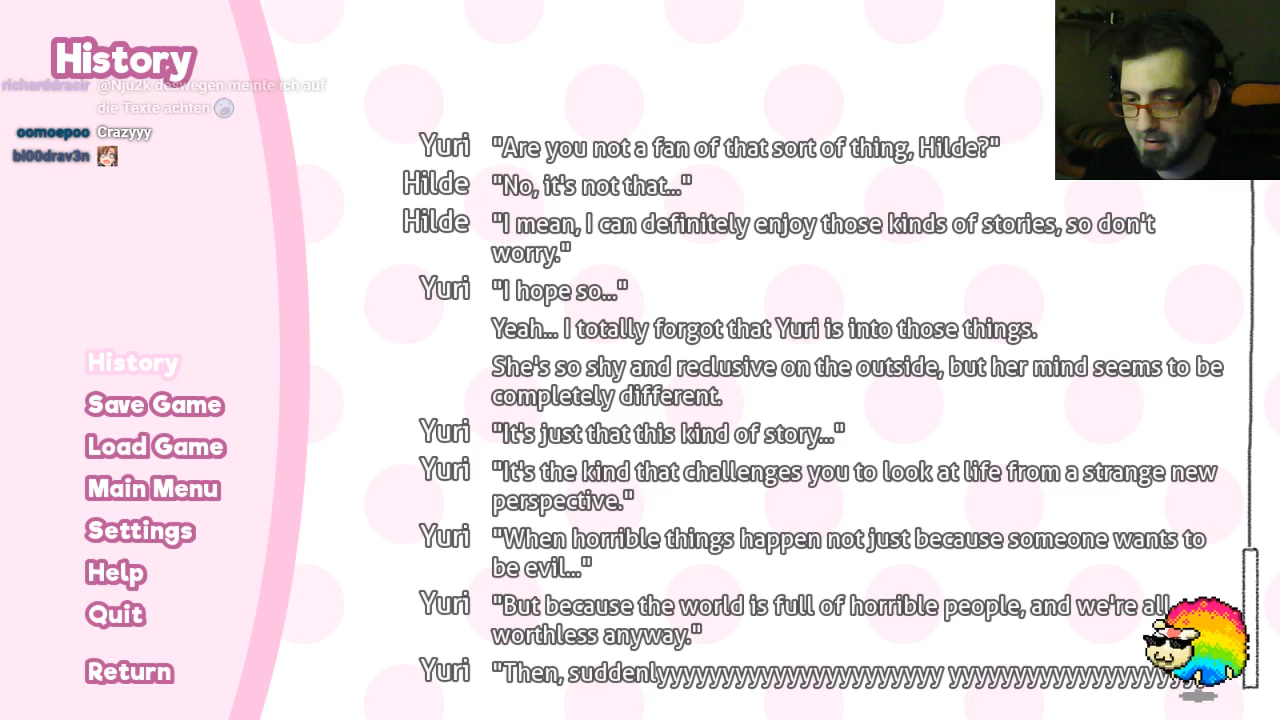 History
richarddracir @Nju2k deswegen meinte ich auf
die Texte achten
oomoepoo Crazyyy
bl00drav3n
Yuri "Are you not a fan of that sort of thing, Hilde?"
Hilde "No, it's not that..."
Hilde "I mean, I can definitely enjoy those kinds of stories, so don't
worry."
Yuri "I hope so..."
Yeah... I totally forgot that Yuri is into those things.
She's so shy and reclusive on the outside, but her mind seems to be
completely different.
Yuri "It's just that this kind of story..."
Yuri "It's the kind that challenges you to look at life from a strange new
perspective."
Yuri "When horrible things happen not just because someone wants to
be evil..."
Yuri "But because the world is full of horrible people, and we're all
worthless anyway."
Yuri "Then,
History
Save Game
Load Game
Main Menu
Settings
Help
Quit
Return